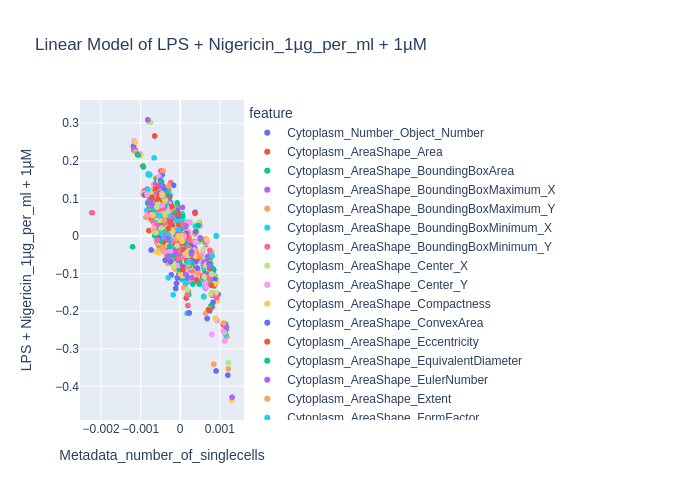 Linear Model of LPS + Nigericin_1µg_per_ml + 1µM
LPS + Nigericin_1µg_per_ml + 1µM
0.3
0.2
0.1
0
−0.1
−0.2
−0.3
−0.4
−0.002 −0.001 0 0.001
Metadata_number_of_singlecells
feature
Cytoplasm_Number_Object_Number
Cytoplasm_AreaShape_Area
Cytoplasm_AreaShape_BoundingBoxArea
Cytoplasm_AreaShape_BoundingBoxMaximum_X
Cytoplasm_AreaShape_BoundingBoxMaximum_Y
Cytoplasm_AreaShape_BoundingBoxMinimum_X
Cytoplasm_AreaShape_BoundingBoxMinimum_Y
Cytoplasm_AreaShape_Center_X
Cytoplasm_AreaShape_Center_Y
Cytoplasm_AreaShape_Compactness
Cytoplasm_AreaShape_ConvexArea
Cytoplasm_AreaShape_Eccentricity
Cytoplasm_AreaShape_EquivalentDiameter
Cytoplasm_AreaShape_EulerNumber
Cytoplasm_AreaShape_Extent
Cytoplasm_AreaShape_FormFactor